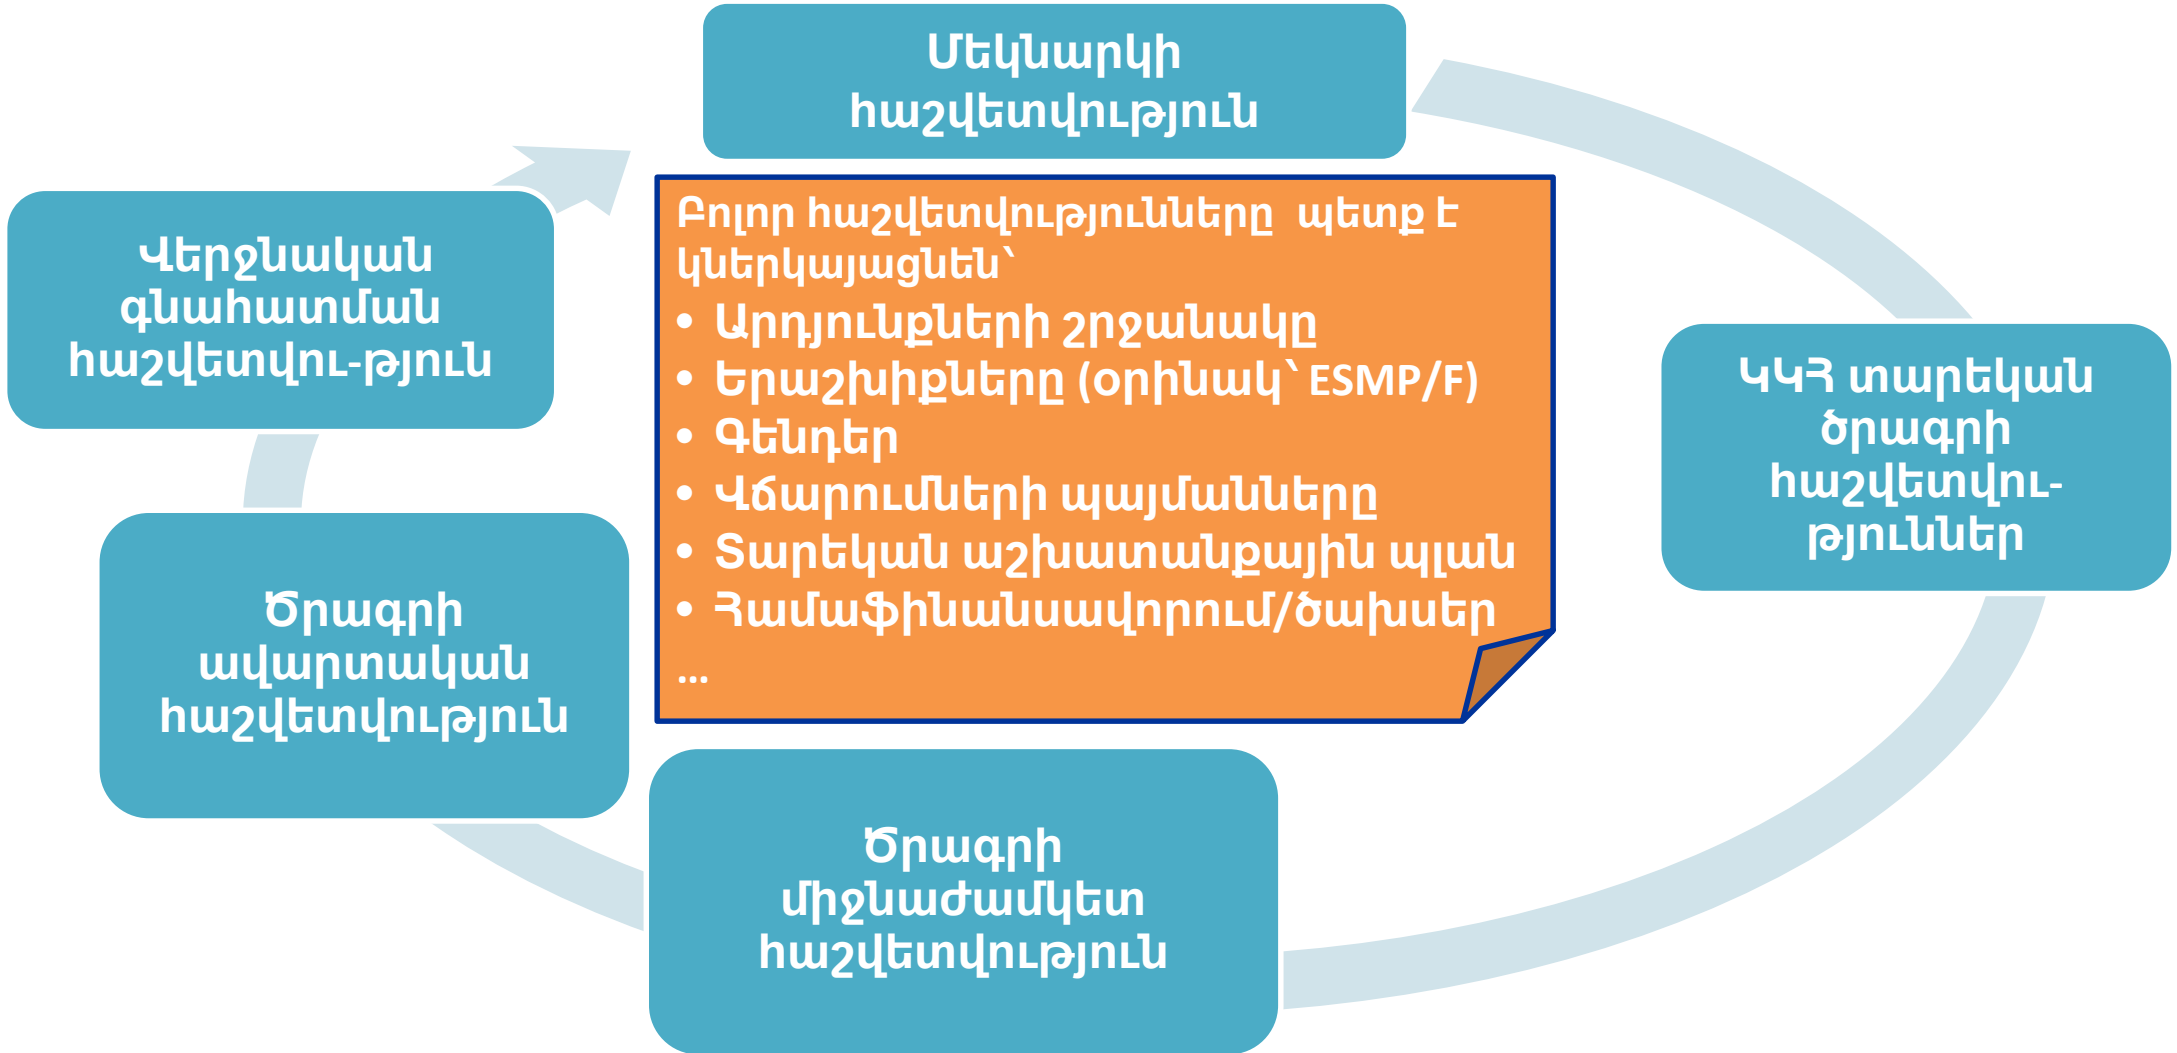 Մեկնարկի
հաշվետվություն
Բոլոր հաշվետվությունները պետք է
կներկայացնեն՝
• Արդյունքների շրջանակը
• Երաշխիքները (օրինակ՝ ESMP/F)
• Գենդեր
• Վճարումների պայմանները
• Տարեկան աշխատանքային պլան
• Համաֆինանսավորում/ծախսեր
...
ԿԿՀ տարեկան
ծրագրի
հաշվետվու-
թյուններ
Ծրագրի
միջնաժամկետ
հաշվետվություն
Ծրագրի
ավարտական
հաշվետվություն
Վերջնական
գնահատման
հաշվետվու-թյուն